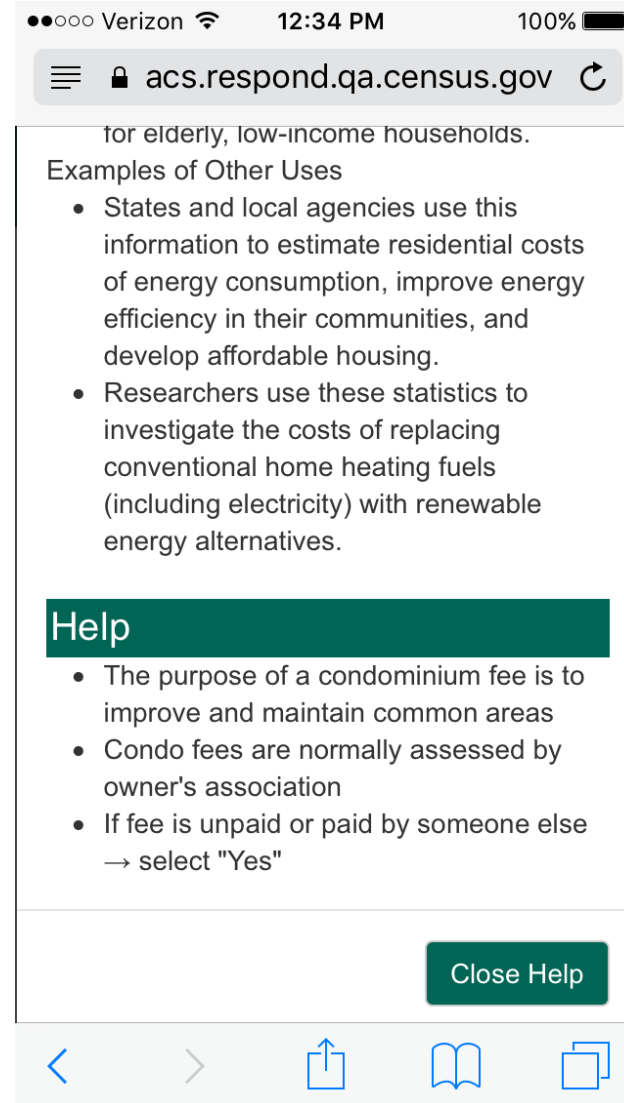 Verizon 12:34 PM 100%
acs.respond.qa.census.gov
for elderly, low-income households.
Examples of Other Uses
• States and local agencies use this
information to estimate residential costs
of energy consumption, improve energy
efficiency in their communities, and
develop affordable housing.
• Researchers use these statistics to
investigate the costs of replacing
conventional home heating fuels
(including electricity) with renewable
energy alternatives.
Help
• The purpose of a condominium fee is to
improve and maintain common areas
• Condo fees are normally assessed by
owner's association
• If fee is unpaid or paid by someone else
→ select "Yes"
Close Help